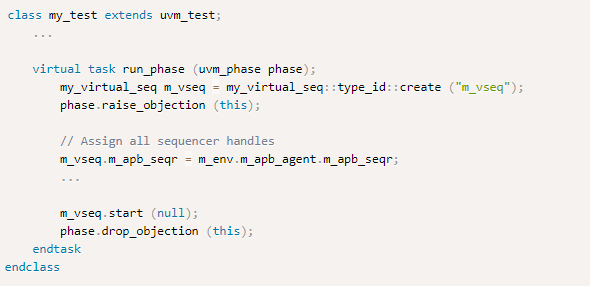 class my_test extends uvm_test;
...
virtual task run_phase (uvm_phase phase);
my_virtual_seq m_vseq = my_virtual_seq::type_id::create ("m_vseq");
phase.raise_objection (this);
// Assign all sequencer handles
m_vseq.m_apb_seqr = m_env.m_apb_agent.m_apb_seqr;
...
m_vseq.start (null);
phase.drop_objection (this);
endtask
endclass